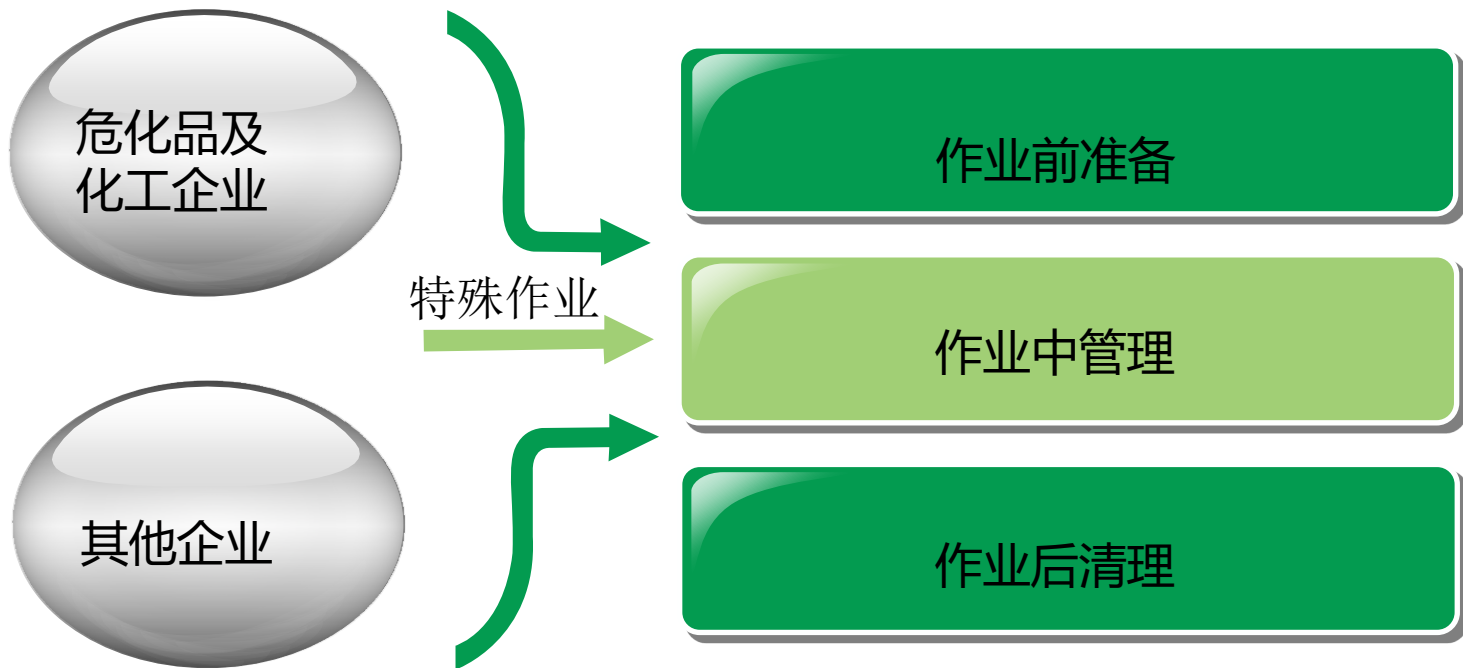 危化品及
化工企业
作业前准备
特殊作业
作业中管理
其他企业
作业后清理